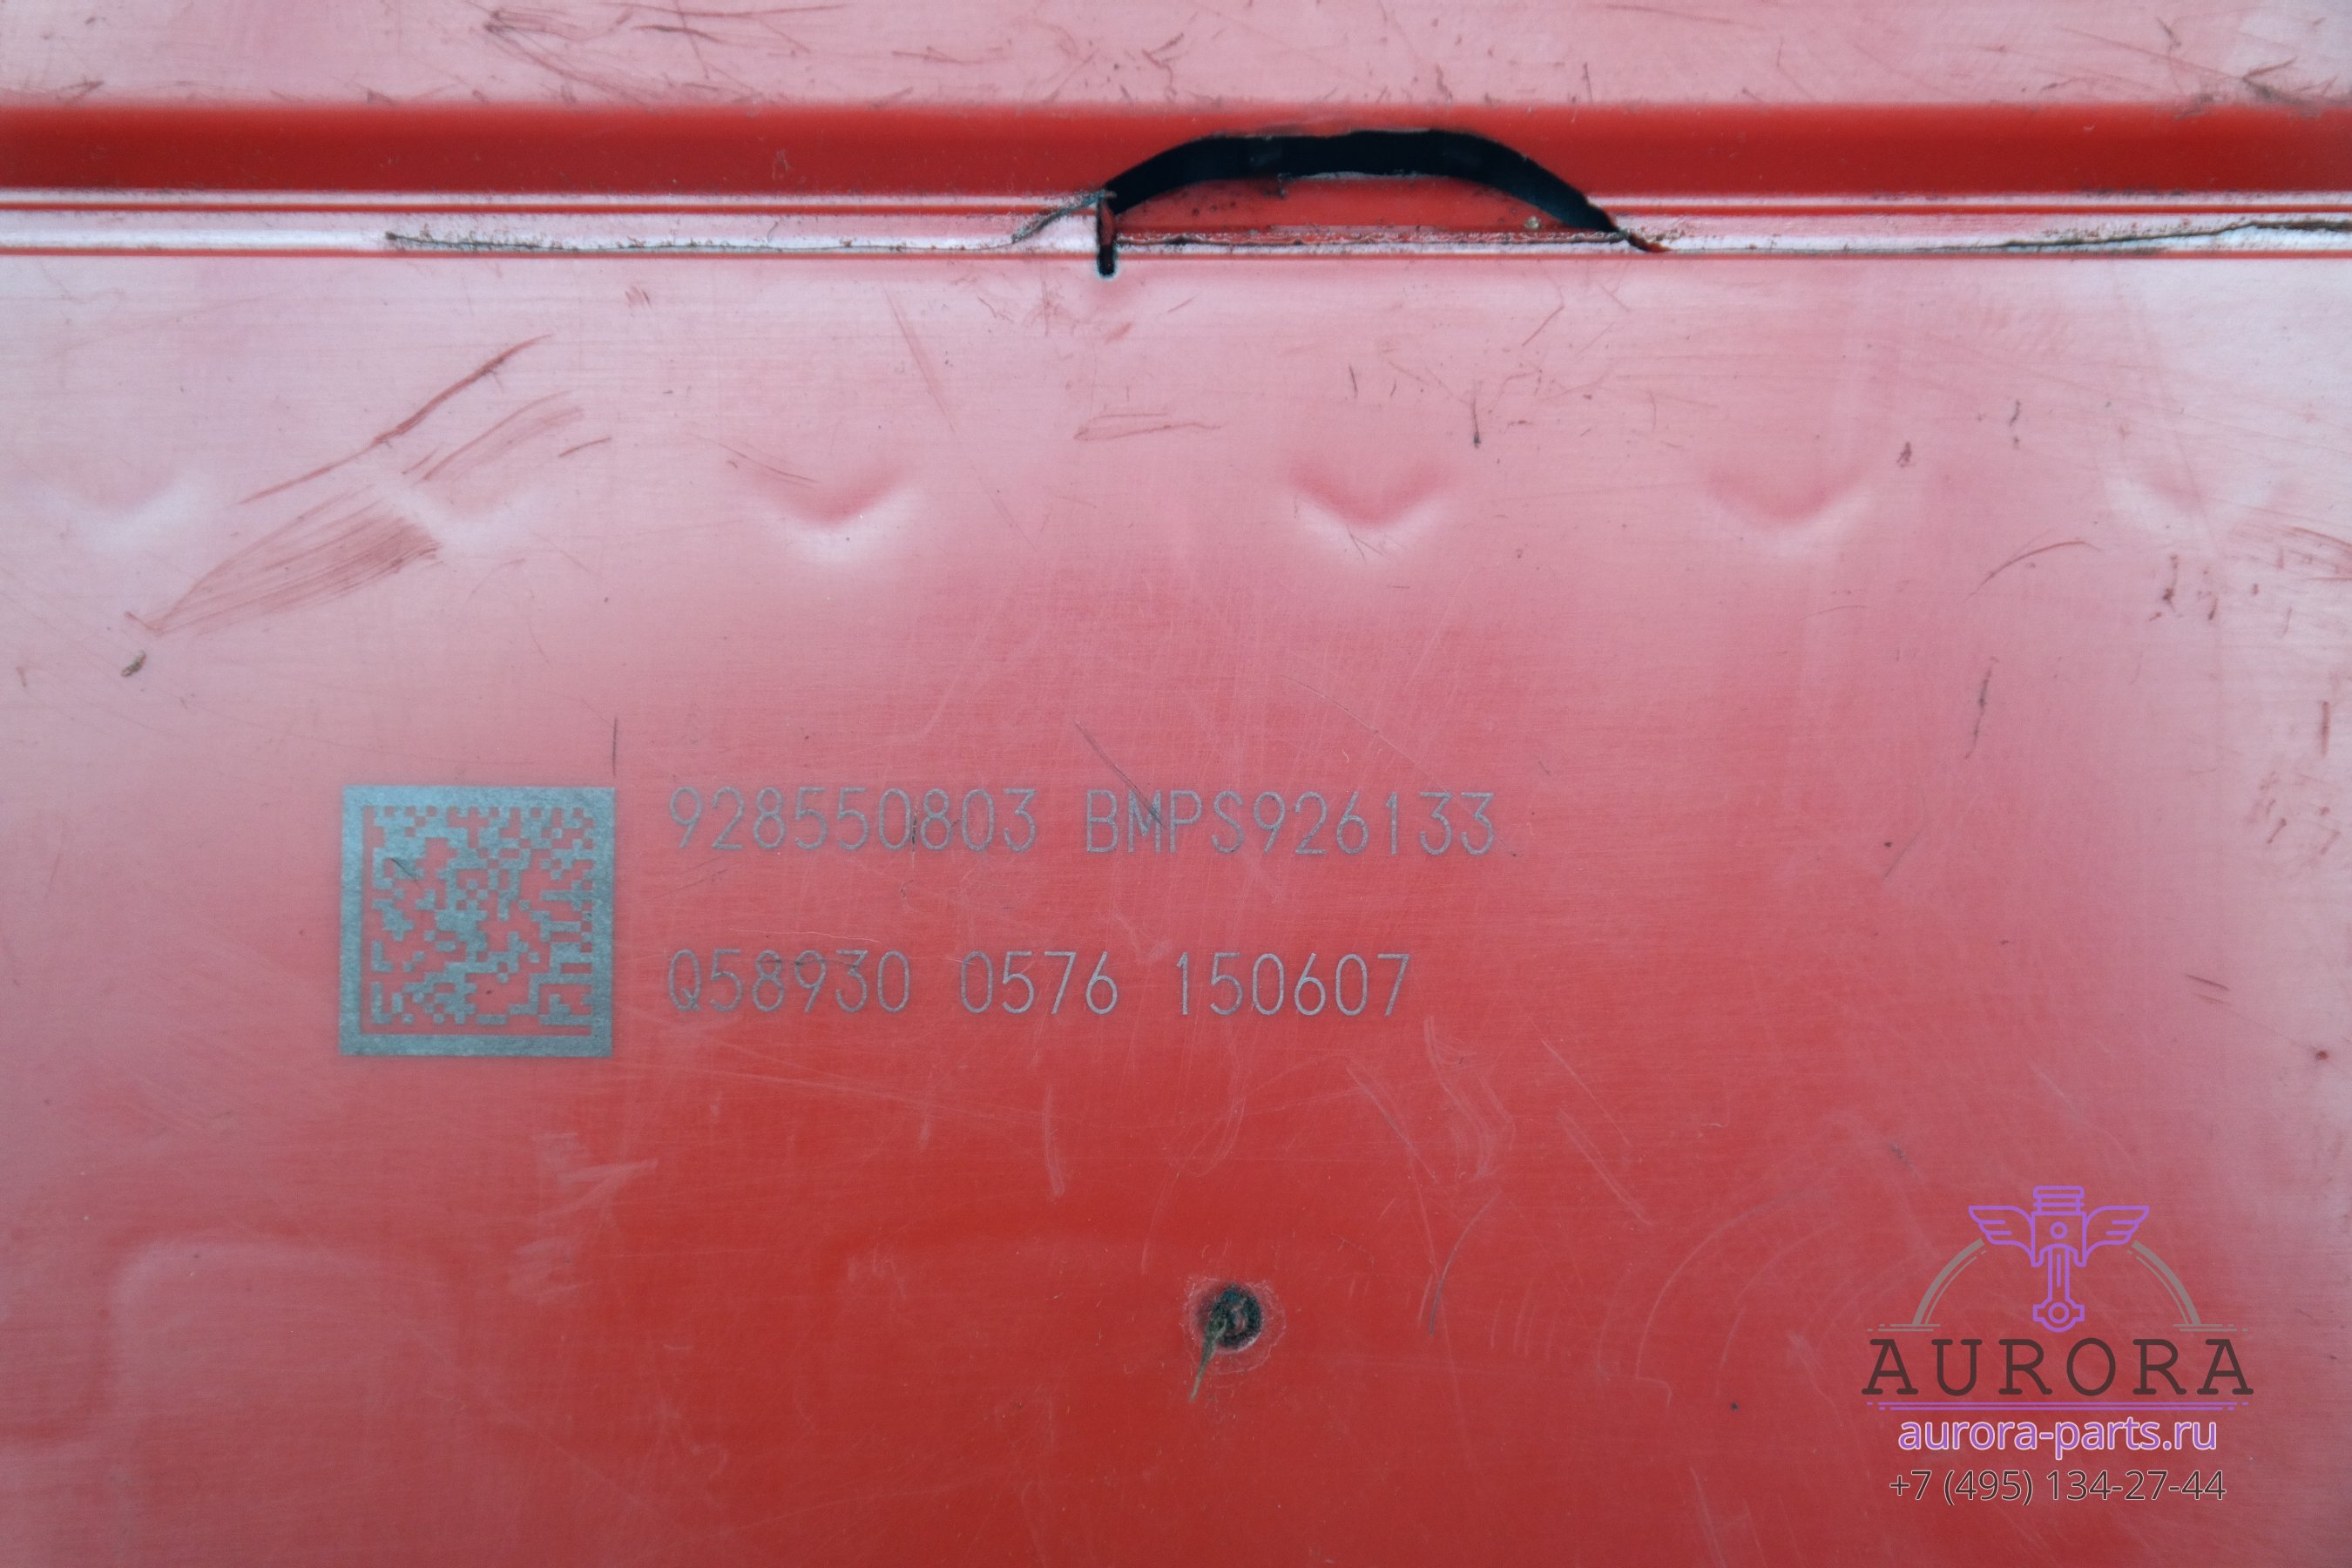 928550803 BMPS926133
Q58930 0576 150607
AURORA
aurora-parts.ru
+7 (495) 134-27-44